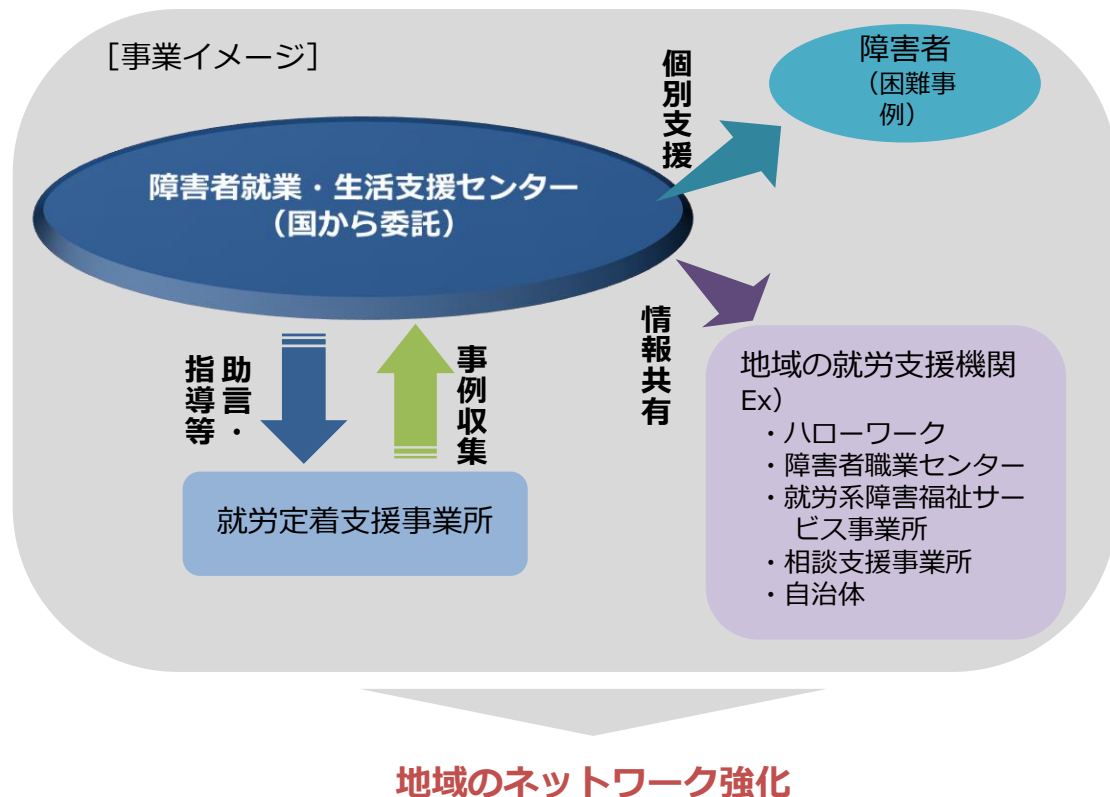 ［事業イメージ］
障害者
（困難事
例）
個別支援
障害者就業・生活支援センター
（国から委託）
助言・
指導等
事例収集
情報共有
就労定着支援事業所
地域の就労支援機関
Ex）
・ハローワーク
・障害者職業センター
・就労系障害福祉サー
ビス事業所
・相談支援事業所
・自治体
地域のネットワーク強化